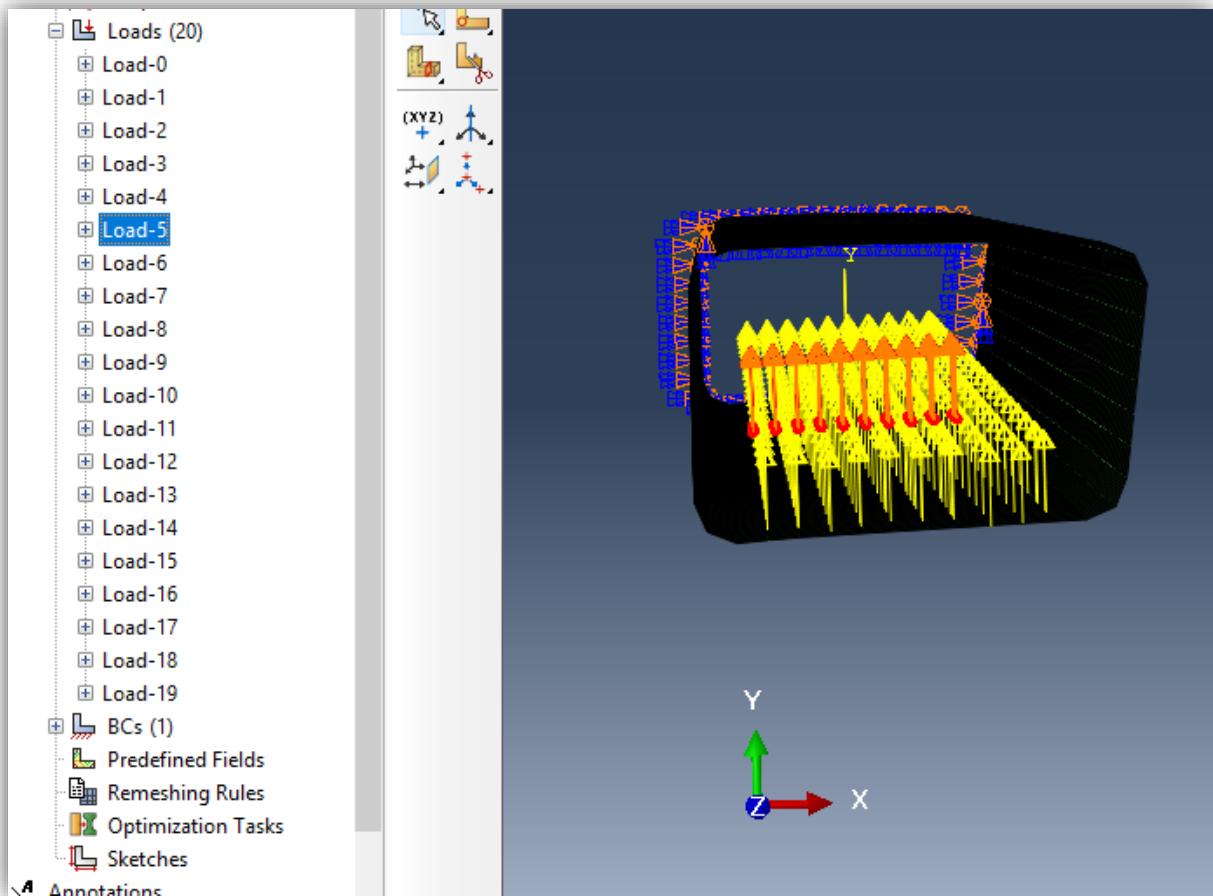 Loads (20)
Load-0
Load-1
Load-2
Load-3
Load-4
Load-5
Load-6
Load-7
Load-8
Load-9
Load-10
Load-11
Load-12
Load-13
Load-14
Load-15
Load-16
Load-17
Load-18
Load-19
BCs (1)
Predefined Fields
Remeshing Rules
Optimization Tasks
Sketches
Annotations
(XYZ)
Y
Y
Z
X